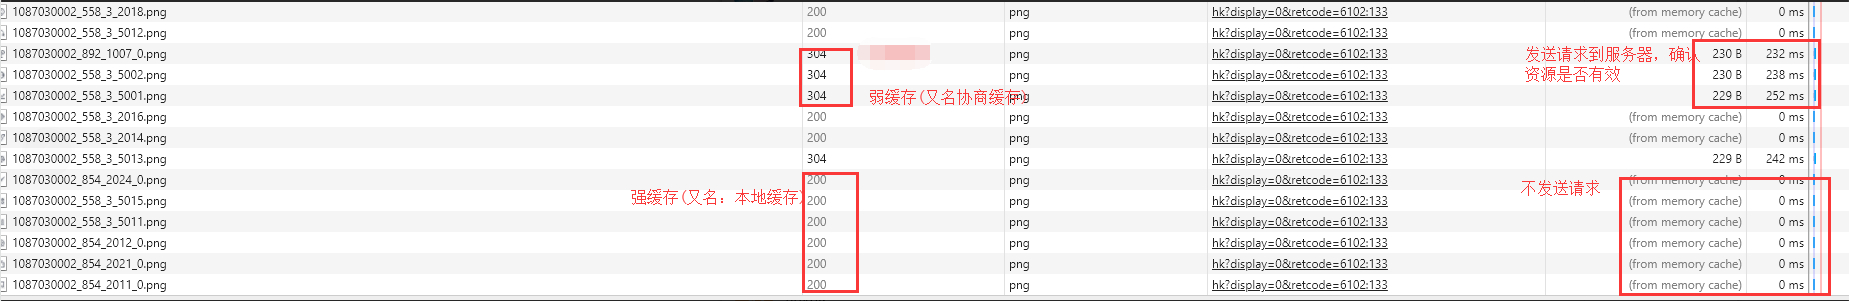 1087030002_558_3_2018.png 200 png hk?display=0&retcode=6102:133 (from memory cache) 0 ms
1087030002_558_3_5012.png 200 png hk?display=0&retcode=6102:133 (from memory cache) 0 ms
1087030002_892_1007_0.png 304 png hk?display=0&retcode=6102:133 发送请求到服务器，确认 230 B 232 ms
1087030002_558_3_5002.png 304 png hk?display=0&retcode=6102:133 资源是否有效 230 B 238 ms
1087030002_558_3_5001.png 304 弱缓存(又名协商缓存) png hk?display=0&retcode=6102:133 229 B 252 ms
1087030002_558_3_2016.png 200 png hk?display=0&retcode=6102:133 (from memory cache) 0 ms
1087030002_558_3_2014.png 200 png hk?display=0&retcode=6102:133 (from memory cache) 0 ms
1087030002_558_3_5013.png 304 png hk?display=0&retcode=6102:133 229 B 242 ms
1087030002_854_2024_0.png 200 png hk?display=0&retcode=6102:133 不发送请求 (from memory cache) 0 ms
1087030002_558_3_5015.png 强缓存(又名：本地缓存) 200 png hk?display=0&retcode=6102:133 (from memory cache) 0 ms
1087030002_558_3_5011.png 200 png hk?display=0&retcode=6102:133 (from memory cache) 0 ms
1087030002_854_2012_0.png 200 png hk?display=0&retcode=6102:133 (from memory cache) 0 ms
1087030002_854_2021_0.png 200 png hk?display=0&retcode=6102:133 (from memory cache) 0 ms
1087030002_854_2011_0.png 200 png hk?display=0&retcode=6102:133 (from memory cache) 0 ms